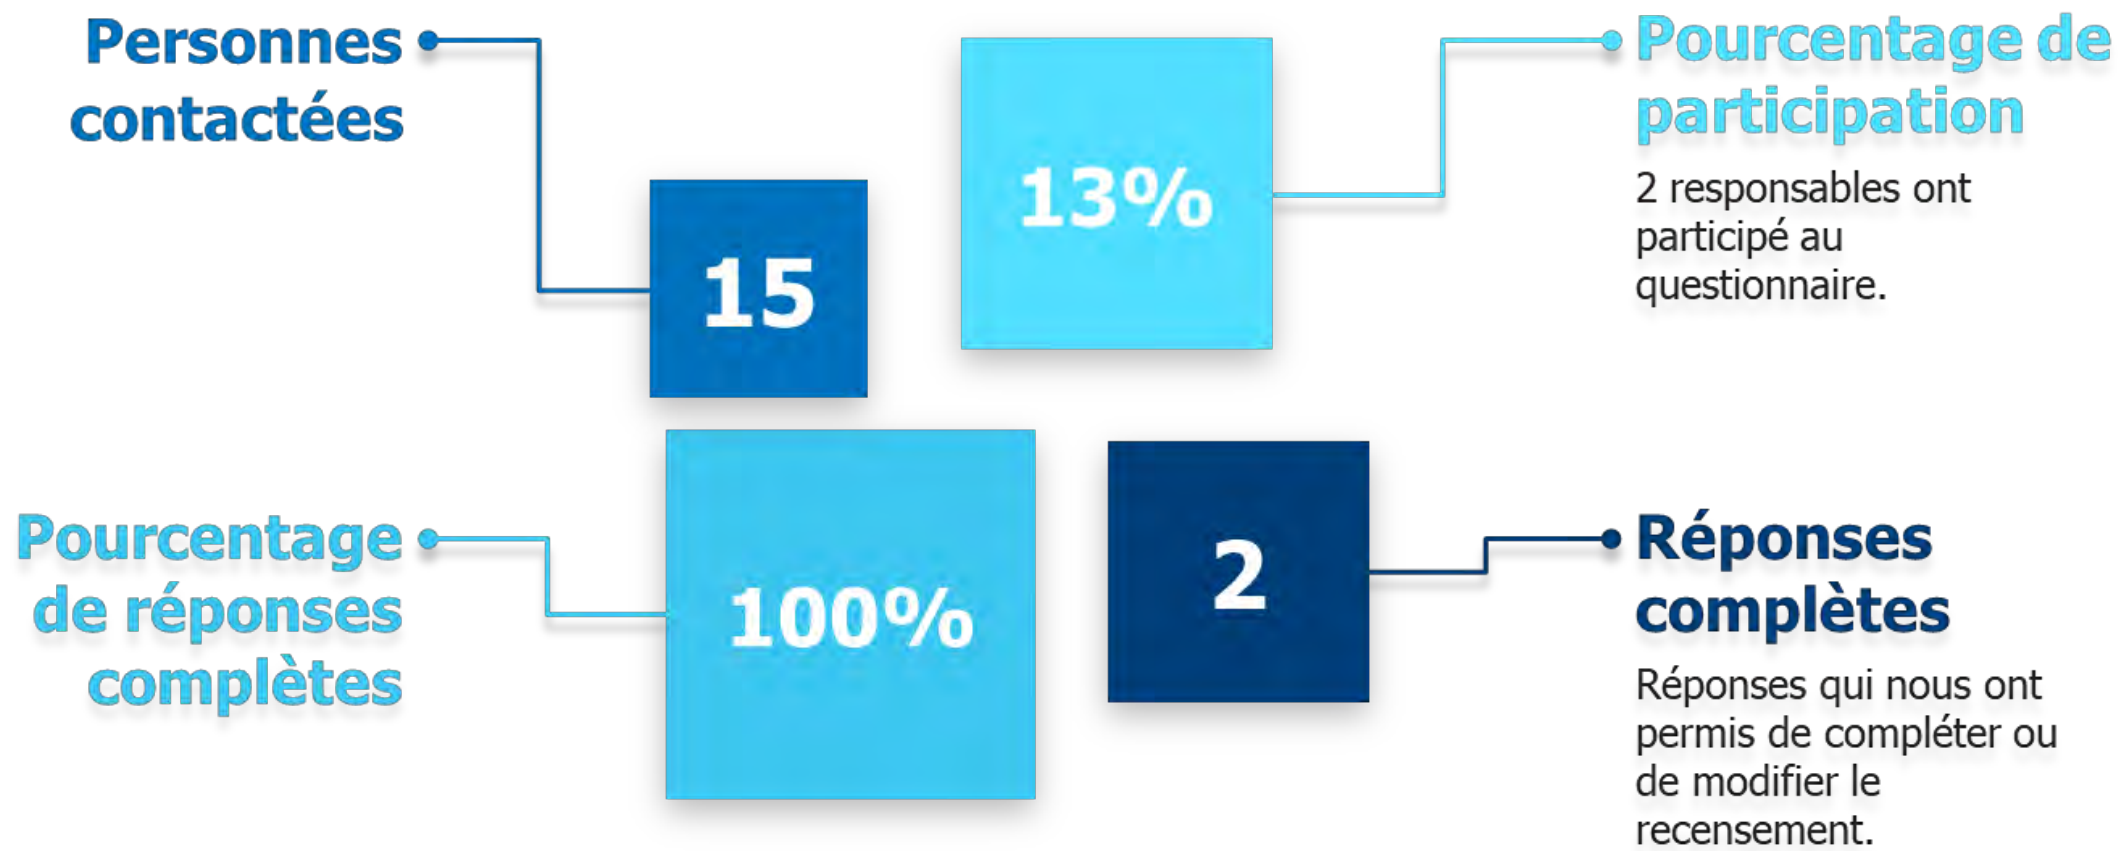 Personnes
contactées
15
13%
Pourcentage de
participation
2 responsables ont
participé au
questionnaire.
Pourcentage
de réponses
complètes
100%
2
Réponses
complètes
Réponses qui nous ont
permis de compléter ou
de modifier le
recensement.